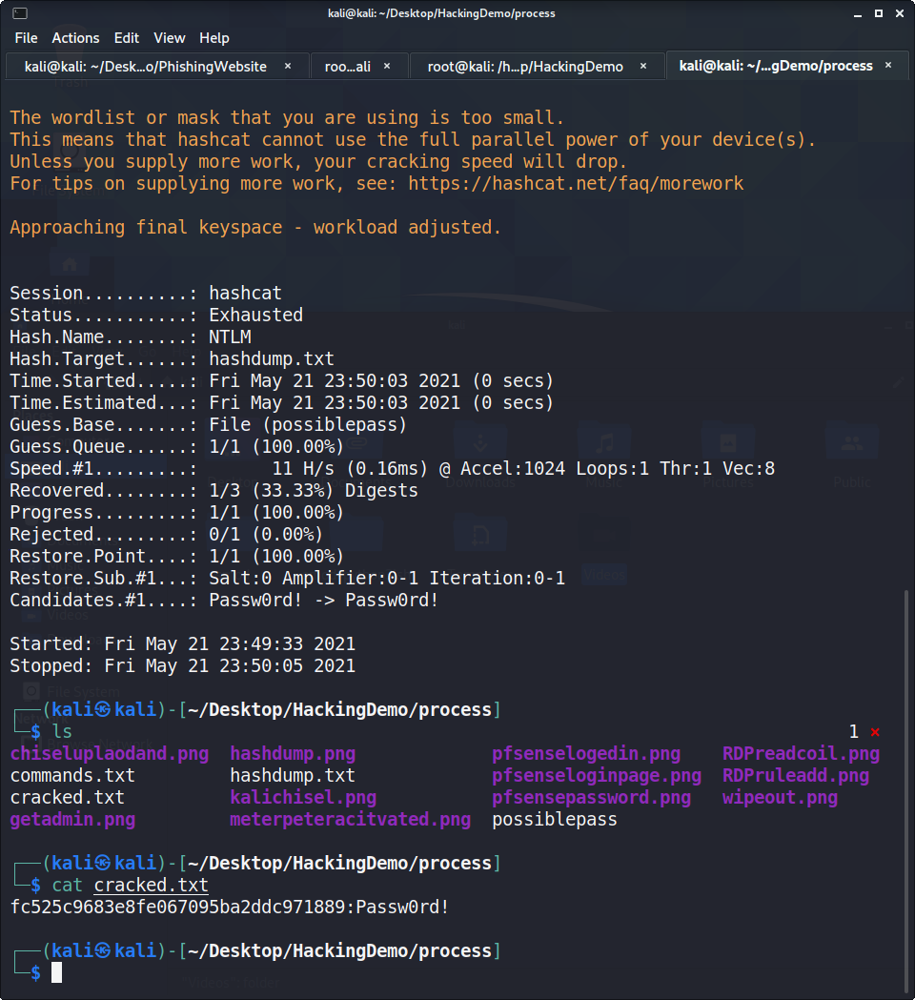 kali@kali: ~/Desktop/HackingDemo/process
File Actions Edit View Help
kali@kali: ~/Desk...o/PhishingWebsite × roo...ali × root@kali: /h...p/HackingDemo × kali@kali: ~/...gDemo/process ×
The wordlist or mask that you are using is too small.
This means that hashcat cannot use the full parallel power of your device(s).
Unless you supply more work, your cracking speed will drop.
For tips on supplying more work, see: https://hashcat.net/faq/morework
Approaching final keyspace - workload adjusted.
Session..........: hashcat
Status...........: Exhausted
Hash.Name........: NTLM
Hash.Target......: hashdump.txt
Time.Started.....: Fri May 21 23:50:03 2021 (0 secs)
Time.Estimated...: Fri May 21 23:50:03 2021 (0 secs)
Guess.Base.......: File (possiblepass)
Guess.Queue......: 1/1 (100.00%)
Speed.#1.........:       11 H/s (0.16ms) @ Accel:1024 Loops:1 Thr:1 Vec:8
Recovered........: 1/3 (33.33%) Digests
Progress.........: 1/1 (100.00%)
Rejected.........: 0/1 (0.00%)
Restore.Point....: 1/1 (100.00%)
Restore.Sub.#1...: Salt:0 Amplifier:0-1 Iteration:0-1
Candidates.#1....: Passw0rd! -> Passw0rd!
Started: Fri May 21 23:49:33 2021
Stopped: Fri May 21 23:50:05 2021
┌──(kali㉿kali)-[~/Desktop/HackingDemo/process]
└─$ ls 1 ⨯
chiseluplaodand.png hashdump.png pfsenselogedin.png RDPreadcoil.png
commands.txt hashdump.txt pfsenseloginpage.png RDPruleadd.png
cracked.txt kalichisel.png pfsensepassword.png wipeout.png
getadmin.png meterpeteracitvated.png possiblepass
┌──(kali㉿kali)-[~/Desktop/HackingDemo/process]
└─$ cat cracked.txt
fc525c9683e8fe067095ba2ddc971889:Passw0rd!
┌──(kali㉿kali)-[~/Desktop/HackingDemo/process]
└─$